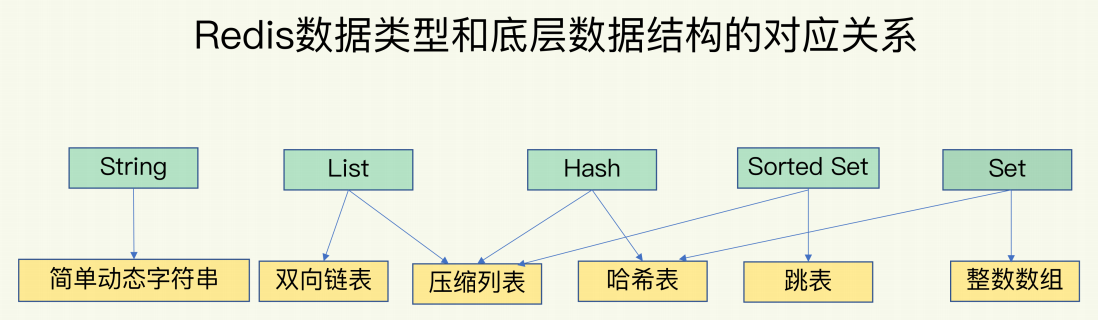 Redis数据类型和底层数据结构的对应关系
String
List
Hash
Sorted Set
Set
简单动态字符串
双向链表
压缩列表
哈希表
跳表
整数数组